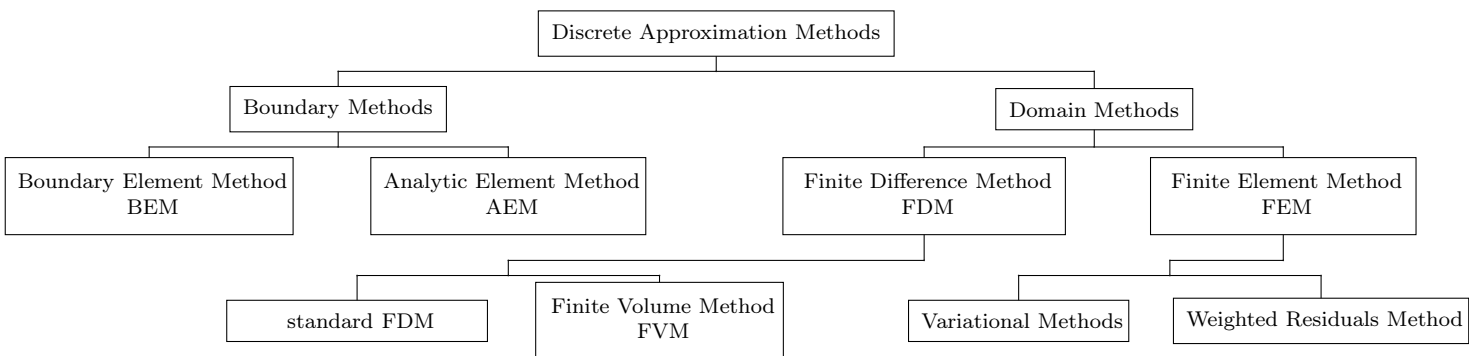 Discrete Approximation Methods
Boundary Methods
Domain Methods
Boundary Element Method
BEM
Analytic Element Method
AEM
Finite Difference Method
FDM
Finite Element Method
FEM
standard FDM
Finite Volume Method
FVM
Variational Methods
Weighted Residuals Method